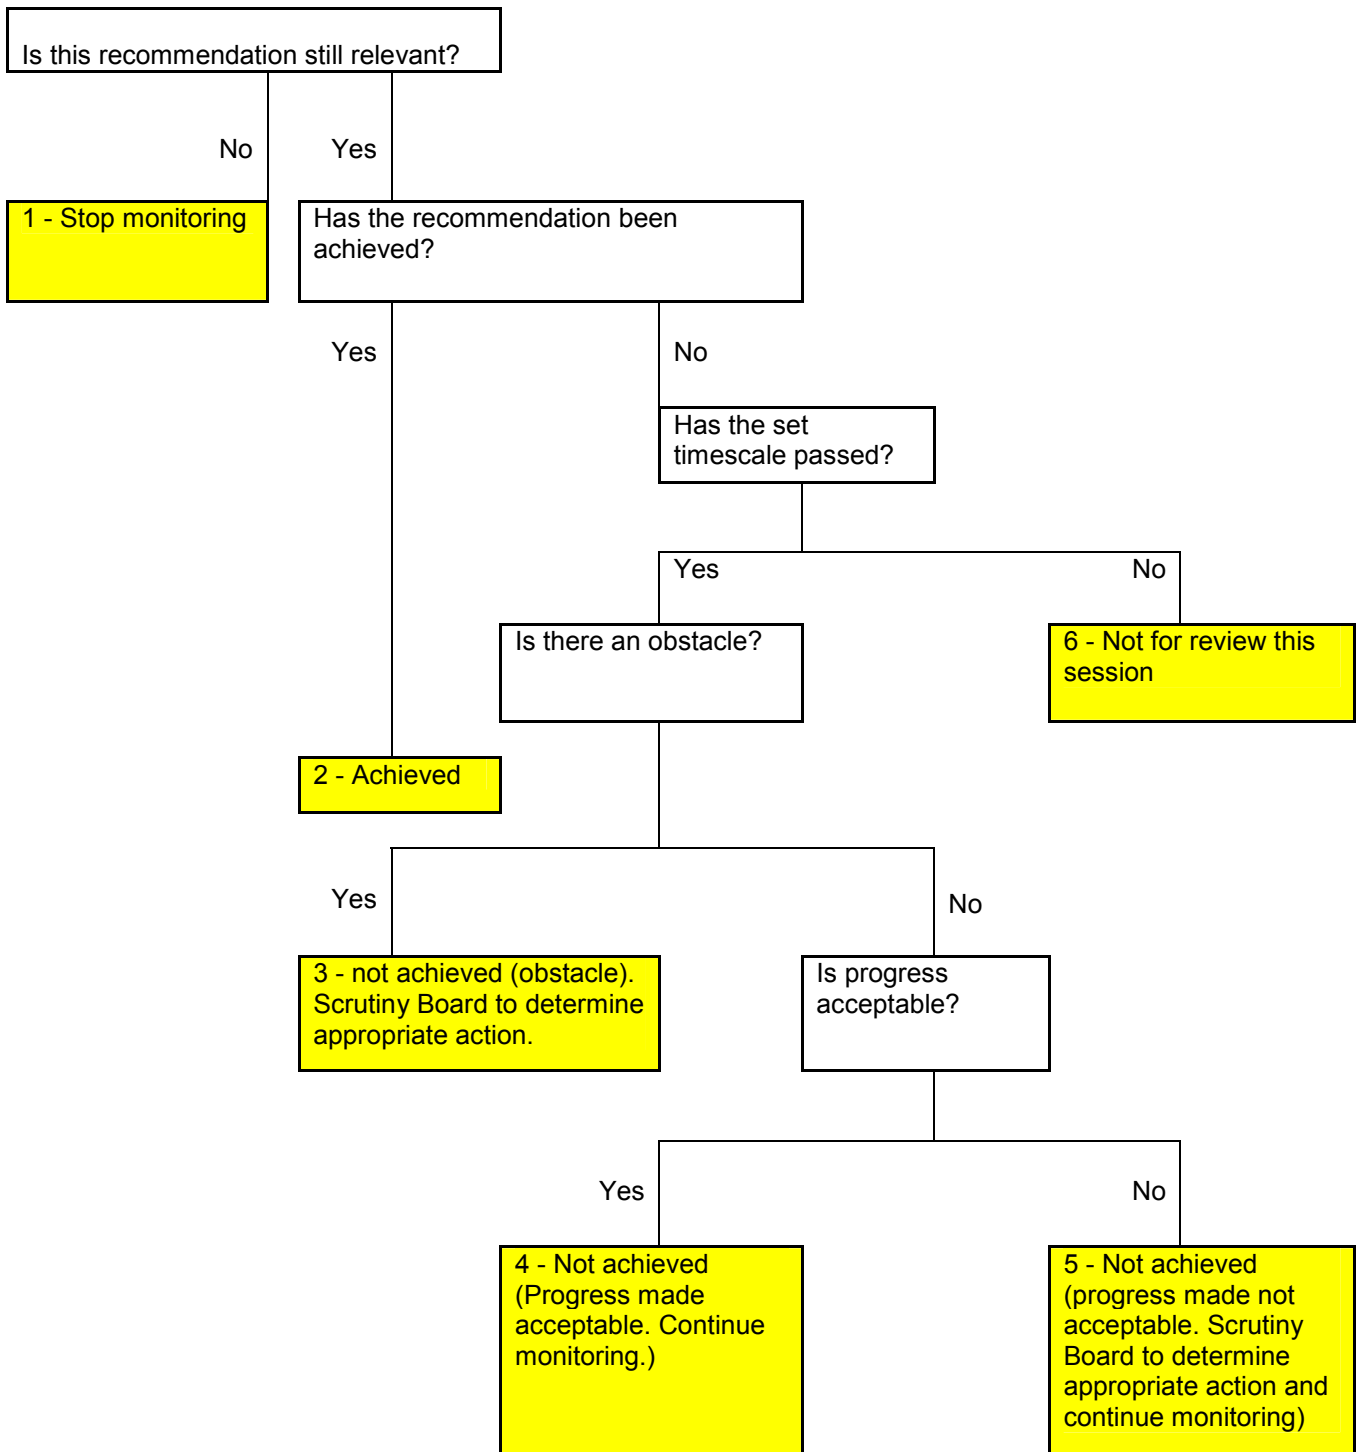 Is this recommendation still relevant?
No
Yes
1 - Stop monitoring
Has the recommendation been
achieved?
Yes
No
Has the set
timescale passed?
Yes
No
Is there an obstacle?
6 - Not for review this
session
2 - Achieved
Yes
No
3 - not achieved (obstacle).
Scrutiny Board to determine
appropriate action.
Is progress
acceptable?
Yes
No
4 - Not achieved
(Progress made
acceptable. Continue
monitoring.)
5 - Not achieved
(progress made not
acceptable. Scrutiny
Board to determine
appropriate action and
continue monitoring)